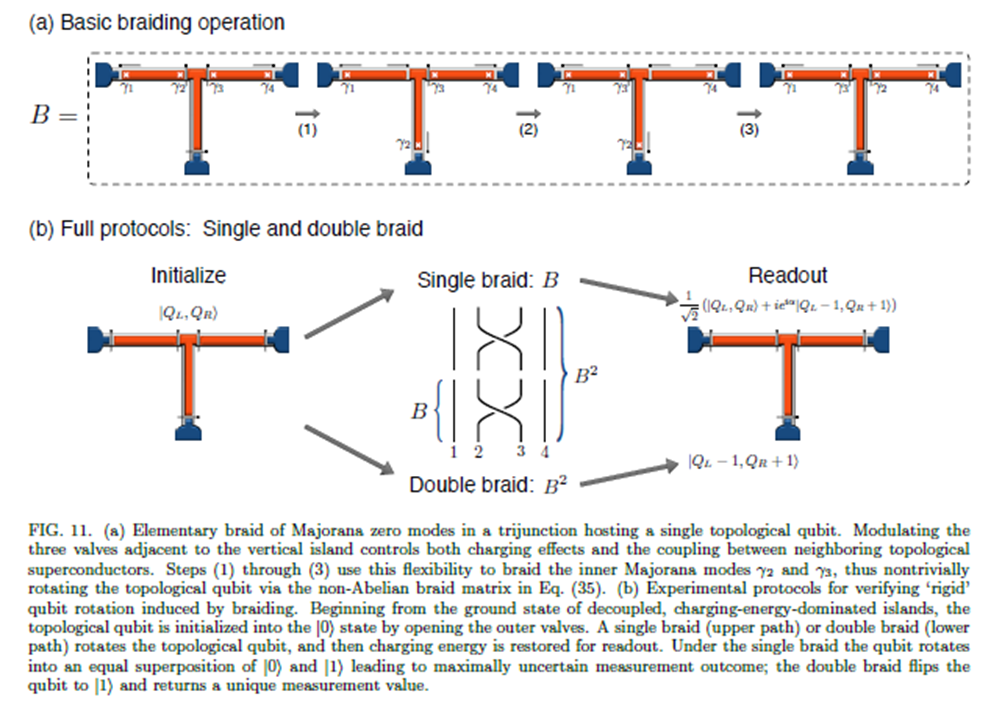 (a) Basic braiding operation
B =
γ₁ γ₂ γ₃ γ₄
γ₁ γ₃ γ₄
γ₂
γ₁ γ₃ γ₄
γ₂
γ₁ γ₃ γ₂ γ₄
(1) (2) (3)
(b) Full protocols: Single and double braid
Initialize
|Q_L, Q_R⟩
Single braid: B
B
B²
1 2 3 4
Double braid: B²
Readout
1/√2 (|Q_L, Q_R⟩ + ie^{iα}|Q_L − 1, Q_R + 1⟩)
|Q_L − 1, Q_R + 1⟩
FIG. 11. (a) Elementary braid of Majorana zero modes in a trijunction hosting a single topological qubit. Modulating the
three valves adjacent to the vertical island controls both charging effects and the coupling between neighboring topological
superconductors. Steps (1) through (3) use this flexibility to braid the inner Majorana modes γ₂ and γ₃, thus nontrivially
rotating the topological qubit via the non-Abelian braid matrix in Eq. (35). (b) Experimental protocols for verifying ‘rigid’
qubit rotation induced by braiding. Beginning from the ground state of decoupled, charging-energy-dominated islands, the
topological qubit is initialized into the |0⟩ state by opening the outer valves. A single braid (upper path) or double braid (lower
path) rotates the topological qubit, and then charging energy is restored for readout. Under the single braid the qubit rotates
into an equal superposition of |0⟩ and |1⟩ leading to maximally uncertain measurement outcome; the double braid flips the
qubit to |1⟩ and returns a unique measurement value.